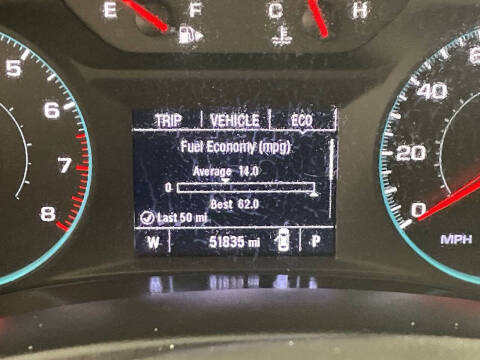 E F C H
5
6
7
8
TRIP VEHICLE ECO
Fuel Economy (mpg)
Average 14.0
0
Best 62.0
Last 50 mi
W 51835 mi P
40
20
0
MPH